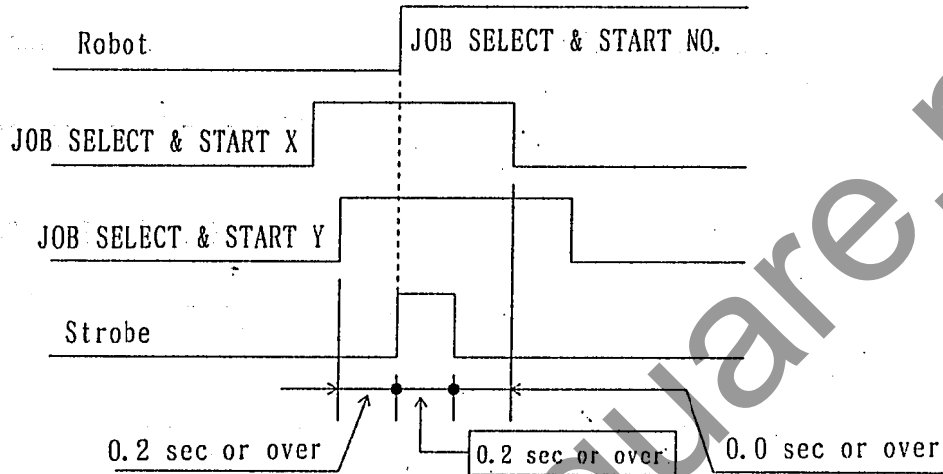 Robot
JOB SELECT & START NO.
JOB SELECT & START X
JOB SELECT & START Y
Strobe
0.2 sec or over
0.2 sec or over
0.0 sec or over